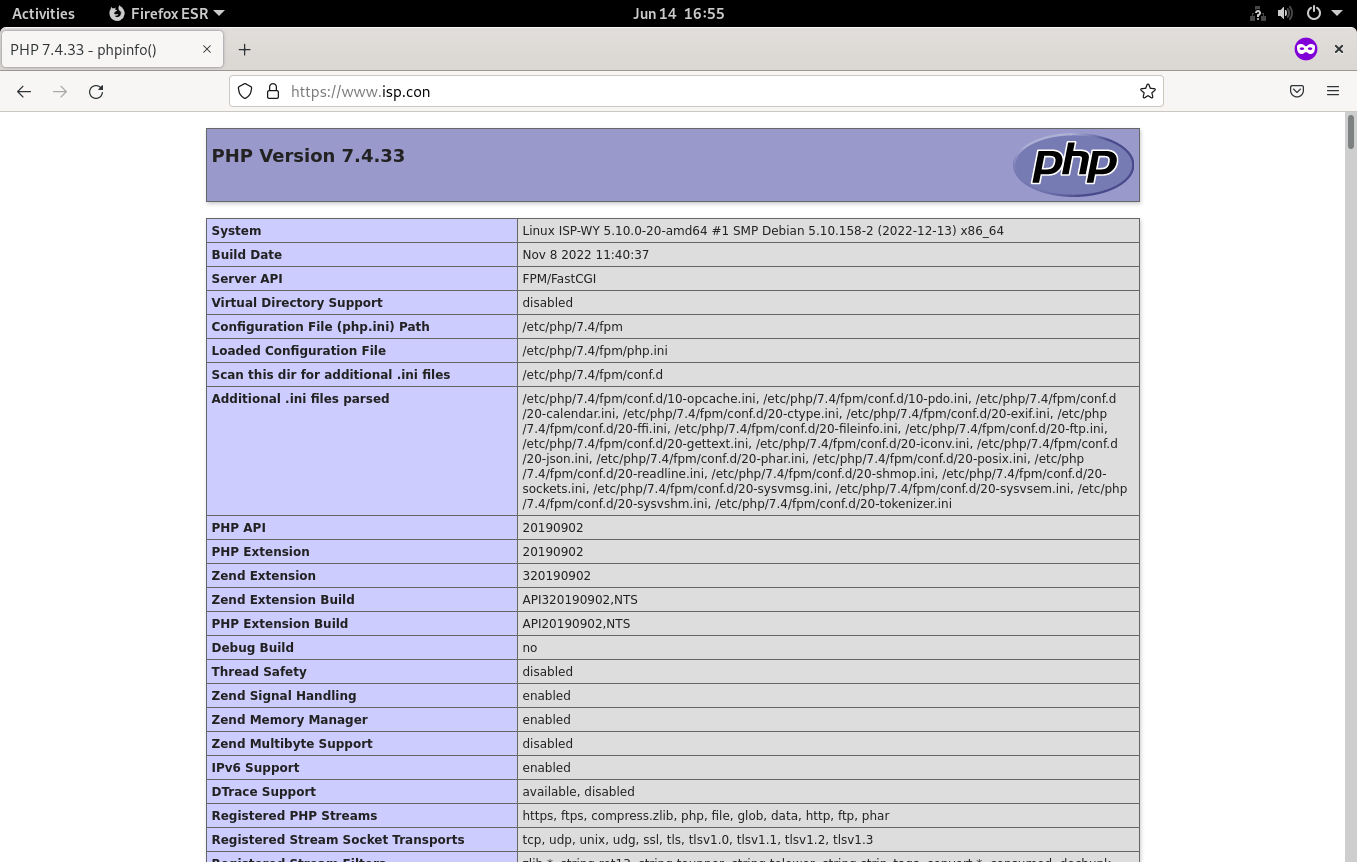 Activities Firefox ESR Jun 14 16:55
PHP 7.4.33 - phpinfo()
https://www.isp.con
PHP Version 7.4.33 php
System Linux ISP-WY 5.10.0-20-amd64 #1 SMP Debian 5.10.158-2 (2022-12-13) x86_64
Build Date Nov 8 2022 11:40:37
Server API FPM/FastCGI
Virtual Directory Support disabled
Configuration File (php.ini) Path /etc/php/7.4/fpm
Loaded Configuration File /etc/php/7.4/fpm/php.ini
Scan this dir for additional .ini files /etc/php/7.4/fpm/conf.d
Additional .ini files parsed /etc/php/7.4/fpm/conf.d/10-opcache.ini, /etc/php/7.4/fpm/conf.d/10-pdo.ini, /etc/php/7.4/fpm/conf.d
/20-calendar.ini, /etc/php/7.4/fpm/conf.d/20-ctype.ini, /etc/php/7.4/fpm/conf.d/20-exif.ini, /etc/php
/7.4/fpm/conf.d/20-ffi.ini, /etc/php/7.4/fpm/conf.d/20-fileinfo.ini, /etc/php/7.4/fpm/conf.d/20-ftp.ini,
/etc/php/7.4/fpm/conf.d/20-gettext.ini, /etc/php/7.4/fpm/conf.d/20-iconv.ini, /etc/php/7.4/fpm/conf.d
/20-json.ini, /etc/php/7.4/fpm/conf.d/20-phar.ini, /etc/php/7.4/fpm/conf.d/20-posix.ini, /etc/php
/7.4/fpm/conf.d/20-readline.ini, /etc/php/7.4/fpm/conf.d/20-shmop.ini, /etc/php/7.4/fpm/conf.d/20-
sockets.ini, /etc/php/7.4/fpm/conf.d/20-sysvmsg.ini, /etc/php/7.4/fpm/conf.d/20-sysvsem.ini, /etc/php
/7.4/fpm/conf.d/20-sysvshm.ini, /etc/php/7.4/fpm/conf.d/20-tokenizer.ini
PHP API 20190902
PHP Extension 20190902
Zend Extension 320190902
Zend Extension Build API320190902,NTS
PHP Extension Build API20190902,NTS
Debug Build no
Thread Safety disabled
Zend Signal Handling enabled
Zend Memory Manager enabled
Zend Multibyte Support disabled
IPv6 Support enabled
DTrace Support available, disabled
Registered PHP Streams https, ftps, compress.zlib, php, file, glob, data, http, ftp, phar
Registered Stream Socket Transports tcp, udp, unix, udg, ssl, tls, tlsv1.0, tlsv1.1, tlsv1.2, tlsv1.3